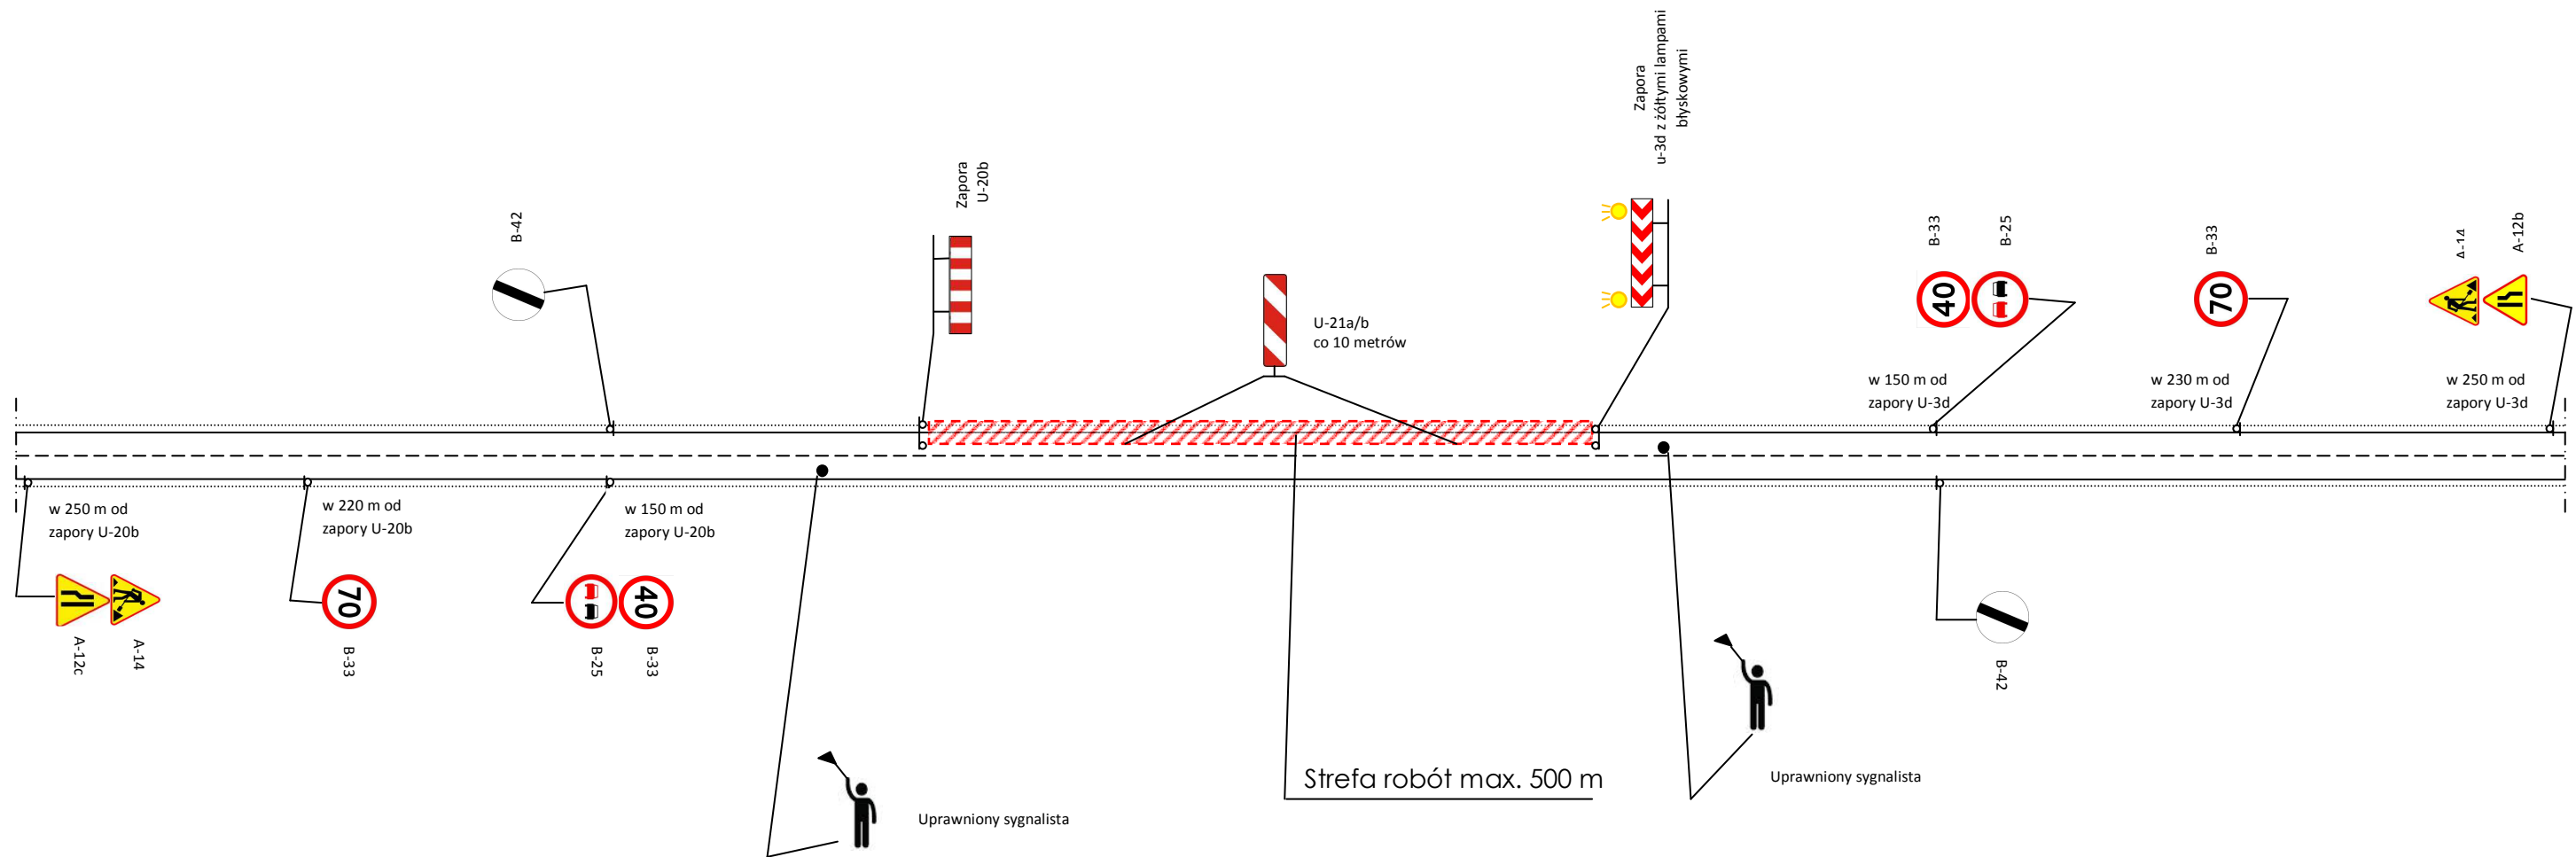 Zapora
u-3d z żółtymi lampami
błyskowymi
Zapora
U-20b
B-42
U-21a/b
co 10 metrów
B-33
B-25
B-33
A-14
A-12b
40
70
w 150 m od
zapory U-3d
w 230 m od
zapory U-3d
w 250 m od
zapory U-3d
w 250 m od
zapory U-20b
w 220 m od
zapory U-20b
w 150 m od
zapory U-20b
70
40
A-12c
A-14
B-33
B-25
B-33
B-42
Strefa robót max. 500 m
Uprawniony sygnalista
Uprawniony sygnalista